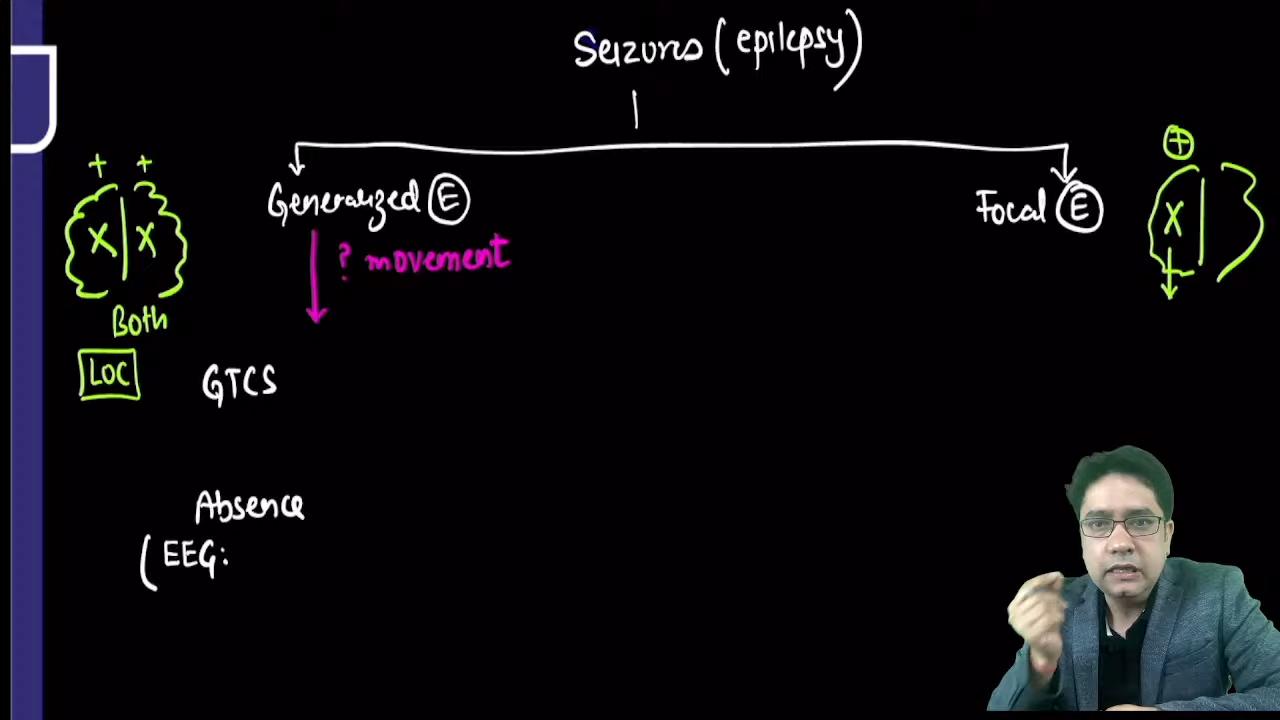 Seizures (epilepsy)
Generalized E
Focal E
? movement
+ +
X X
Both
LOC
+
X
GTCS
Absence
(EEG: